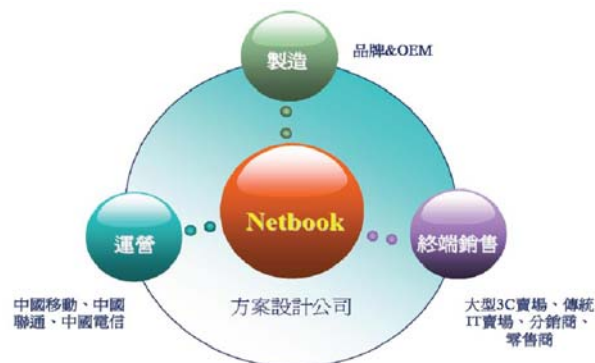 製造
品牌&OEM
Netbook
運營
終端銷售
中國移動、中國
聯通、中國電信
方案設計公司
大型3C賣場、傳統
IT賣場、分銷商、
零售商